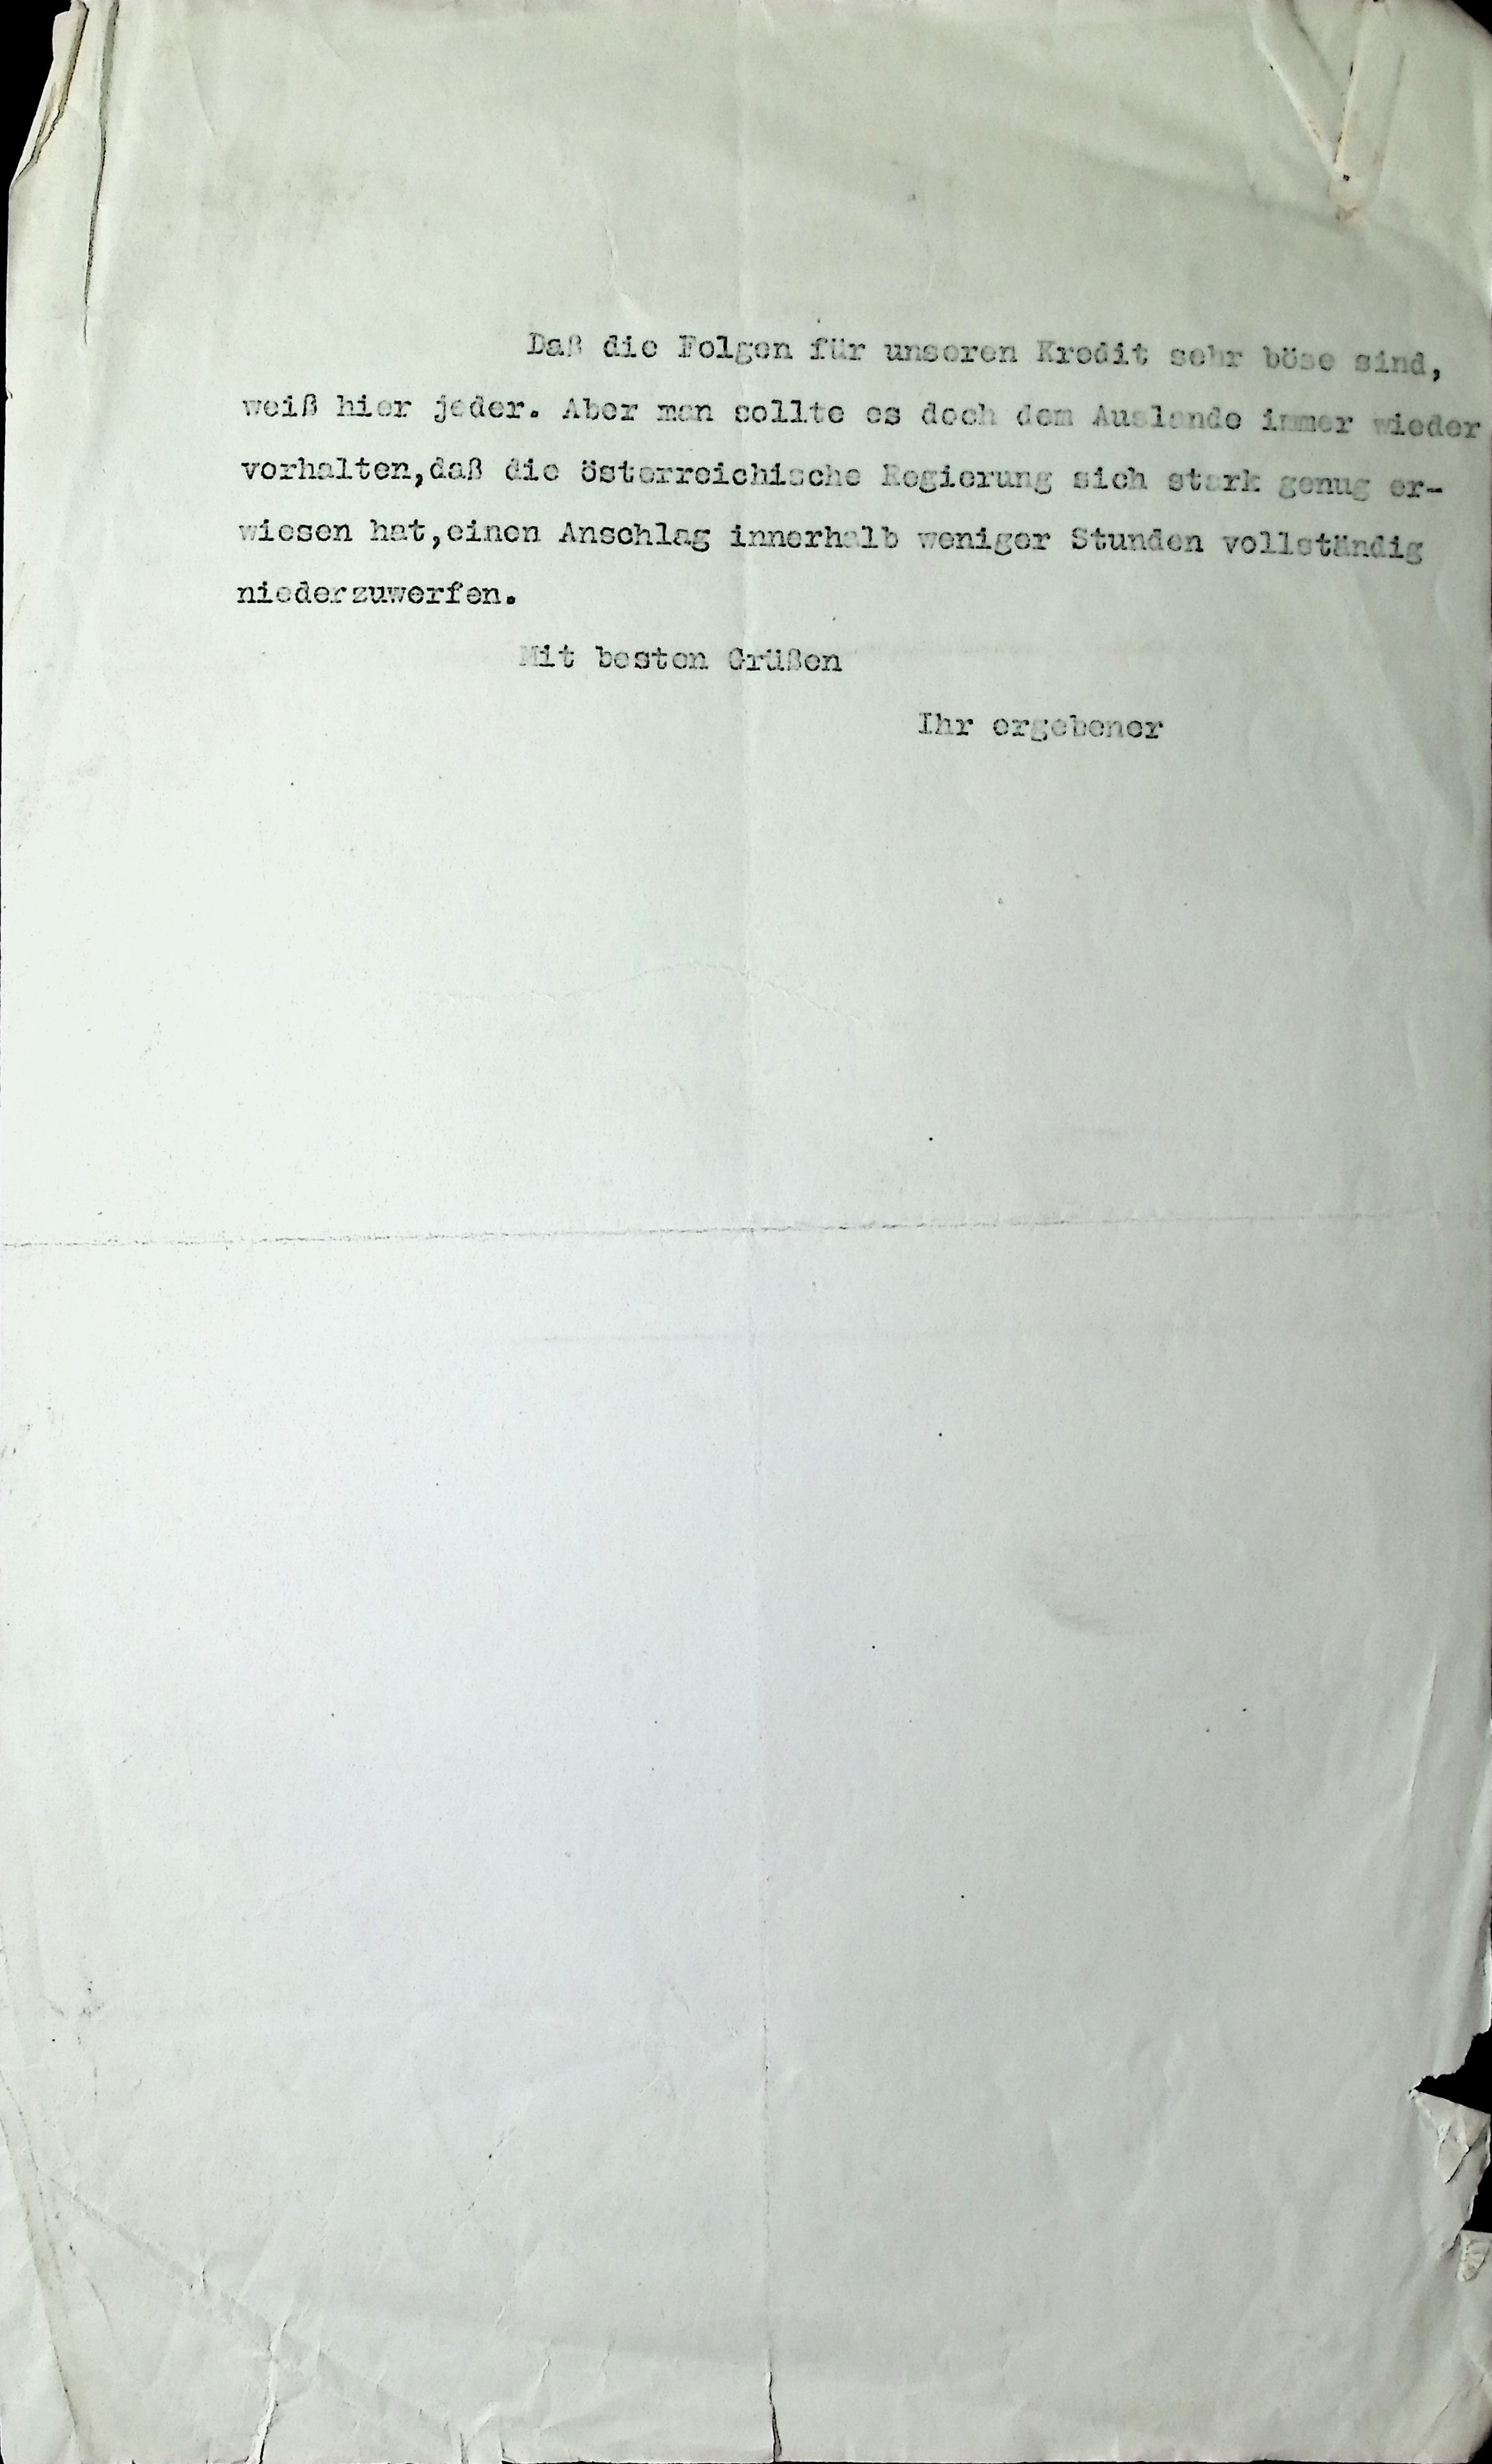 Daß die Folgen für unseren Kredit sehr böse sind,
weiß hier jeder. Aber man sollte es doch dem Auslande immer wieder
vorhalten,daß die österreichische Regierung sich stark genug er-
wiesen hat,einen Anschlag innerhalb weniger Stunden vollständig
niederzuwerfen.
Mit besten Grüßen
Ihr ergebener